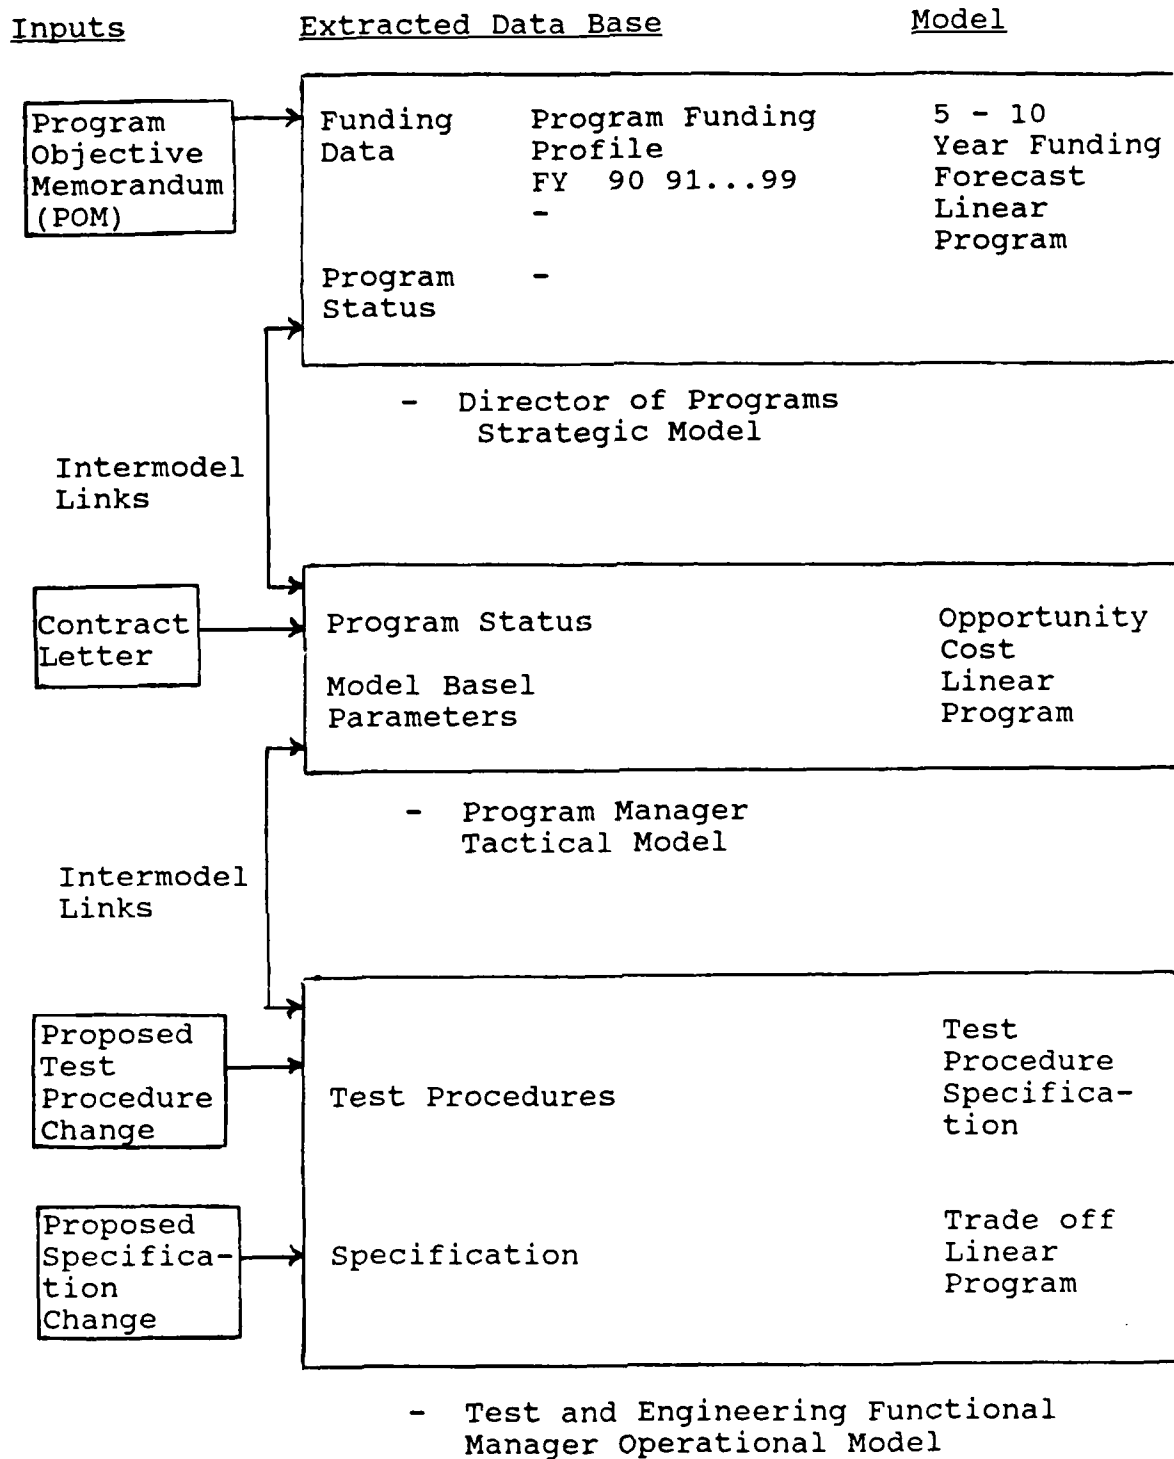 Inputs
Extracted Data Base
Model
Program
Objective
Memorandum
(POM)
Funding
Data
Program Funding
Profile
FY 90 91...99
-
Program
Status
-
5 - 10
Year Funding
Forecast
Linear
Program
- Director of Programs
Strategic Model
Intermodel
Links
Contract
Letter
Program Status
Model Basel
Parameters
Opportunity
Cost
Linear
Program
- Program Manager
Tactical Model
Intermodel
Links
Proposed
Test
Procedure
Change
Test Procedures
Test
Procedure
Specifica-
tion
Proposed
Specifica-
tion
Change
Specification
Trade off
Linear
Program
- Test and Engineering Functional
Manager Operational Model